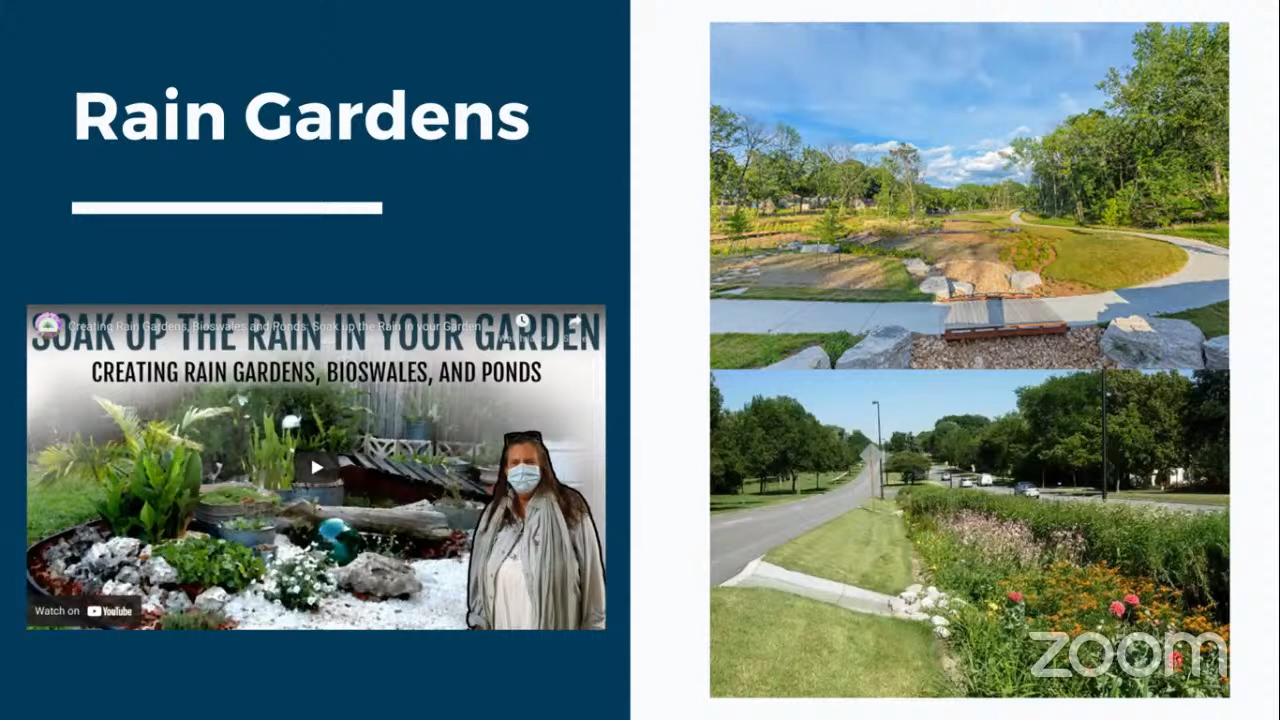 Rain Gardens
Creating Rain Gardens, Bioswales and Ponds: Soak up the Rain in your Garden
SOAK UP THE RAIN IN YOUR GARDEN
CREATING RAIN GARDENS, BIOSWALES, AND PONDS
Watch on YouTube
zoom